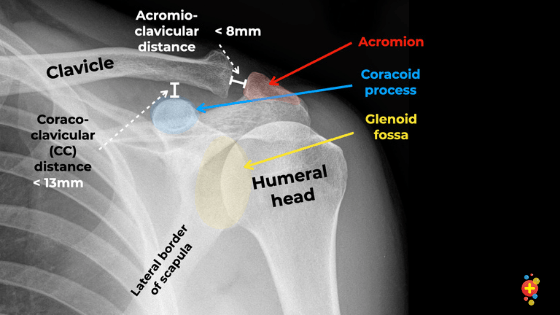 Acromio-
clavicular
distance
< 8mm
Acromion
Clavicle
Coracoid
process
Coraco-
clavicular
(CC)
distance
< 13mm
Glenoid
fossa
Humeral
head
Lateral border
of scapula